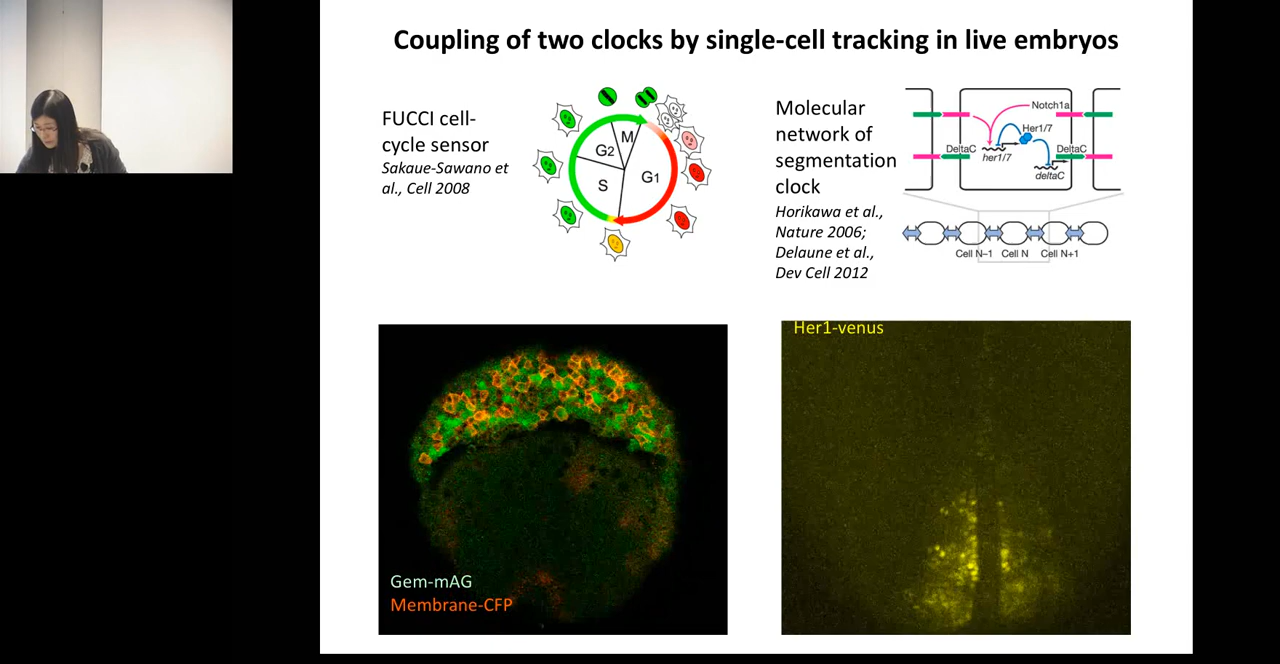 Coupling of two clocks by single-cell tracking in live embryos
FUCCI cell-
cycle sensor
Sakaue-Sawano et
al., Cell 2008
M
G2
G1
S
Molecular
network of
segmentation
clock
Horikawa et al.,
Nature 2006;
Delaune et al.,
Dev Cell 2012
Notch1a
Her1/7
DeltaC
her1/7
DeltaC
deltaC
Cell N–1 Cell N Cell N+1
Gem-mAG
Membrane-CFP
Her1-venus